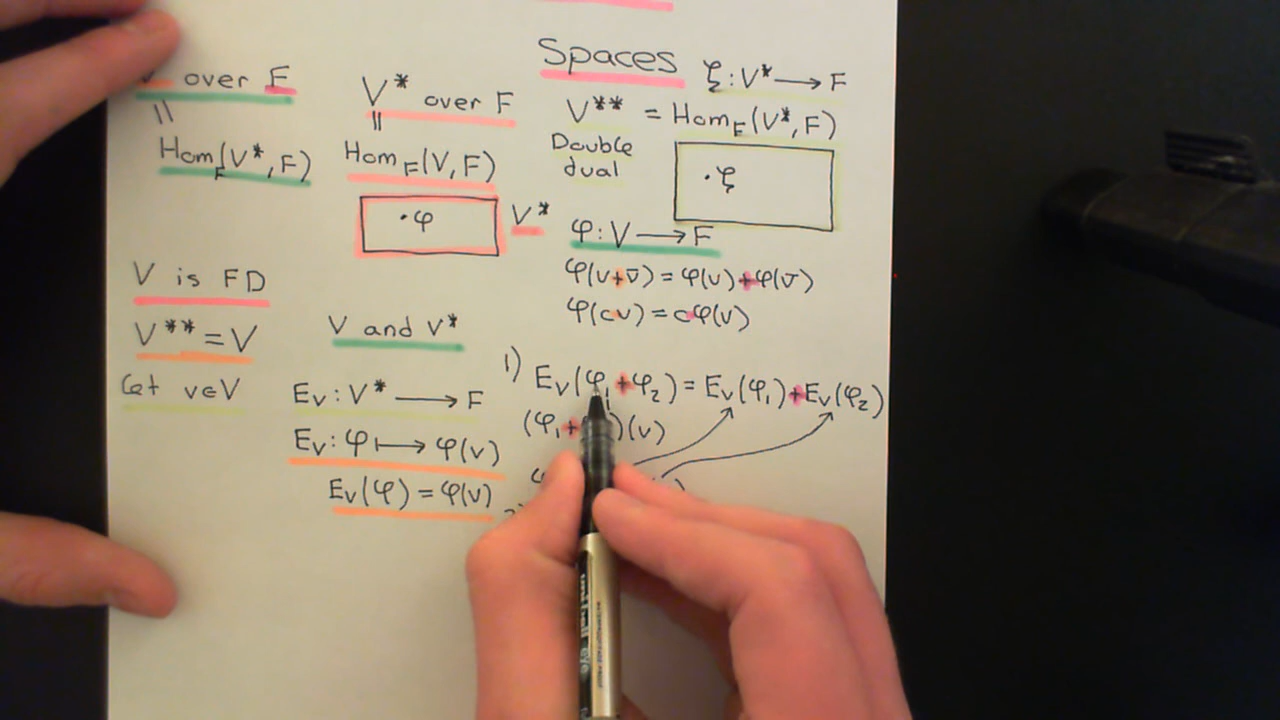 Spaces
over F
||
Hom_F(V*, F)
V* over F
||
Hom_F(V, F)
·φ
V*
ξ: V* ⟶ F
V** = Hom_F(V*, F)
Double
dual
·ξ
φ: V ⟶ F
φ(v+v̄) = φ(v)+φ(v̄)
φ(cv) = cφ(v)
V is FD
V** = V
Let v∈V
V and V*
E_v: V* ⟶ F
E_v: φ ⟼ φ(v)
E_v(φ) = φ(v)
1) E_v(φ₁+φ₂) = E_v(φ₁)+E_v(φ₂)
(φ₁+ )(v)